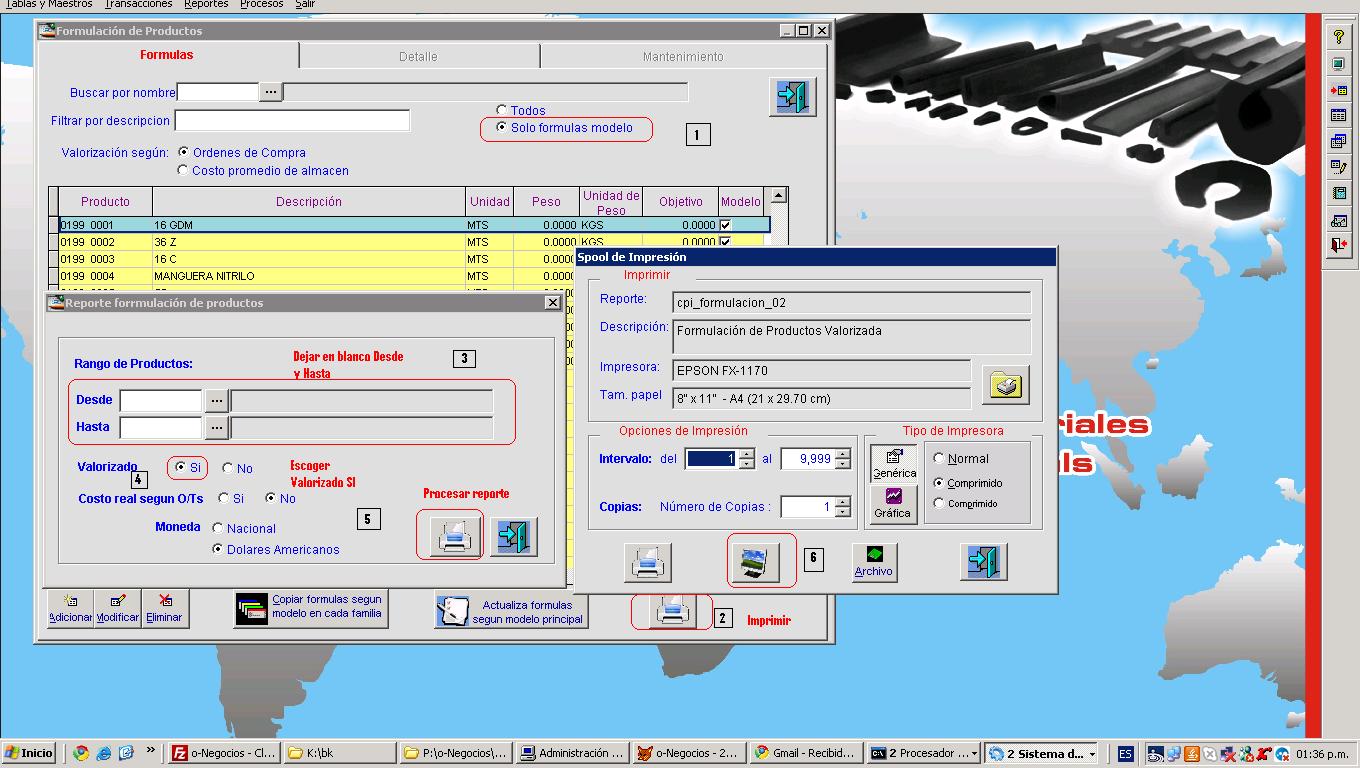 Tablas y Maestros Transacciones Reportes Procesos Salir
Formulación de Productos
Formulas Detalle Mantenimiento
Buscar por nombre ...
Filtrar por descripcion
Todos
Solo formulas modelo
1
Valorización según: Ordenes de Compra
Costo promedio de almacen
Producto Descripción Unidad Peso Unidad de Peso Objetivo Modelo
0199 0001 16 GDM MTS 0.0000 KGS 0.0000
0199 0002 36 Z MTS 0.0000 KGS 0.0000
0199 0003 16 C MTS 0.000
0199 0004 MANGUERA NITRILO MTS 0.000
Reporte forrmulación de productos
Rango de Productos:
Dejar en blanco Desde
y Hasta
3
Desde ...
Hasta ...
Valorizado Si No
4
Escoger
Valorizado SI
Costo real segun O/Ts Si No
Procesar reporte
Moneda Nacional
Dolares Americanos
5
Spool de Impresión
Imprimir
Reporte: cpi_formulacion_02
Descripción: Formulación de Productos Valorizada
Impresora: EPSON FX-1170
Tam. papel 8" x 11" - A4 (21 x 29.70 cm)
Opciones de Impresión
Intervalo: del 1 al 9,999
Copias: Número de Copias : 1
Tipo de Impresora
Genérica
Gráfica
Normal
Comprimido
Comprimido
6
Archivo
Adicionar Modificar Eliminar
Copiar formulas segun
modelo en cada familia
Actualiza formulas
segun modelo principal
2
Imprimir
riales
ls
Inicio » o-Negocios - Cl... K:\bk P:\o-Negocios\... Administración ... o-Negocios - 2... Gmail - Recibid... 2 Procesador ... 2 Sistema d... ES 01:36 p.m.